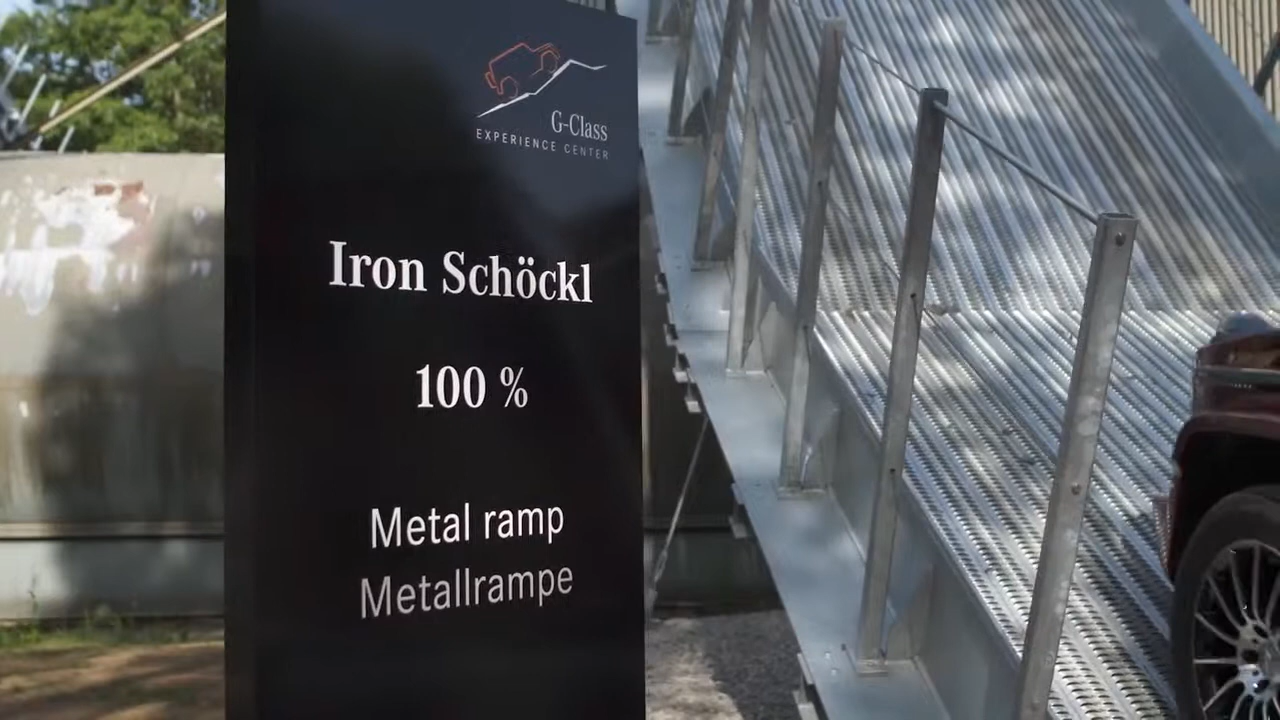 G-Class
EXPERIENCE CENTER
Iron Schöckl
100 %
Metal ramp
Metallrampe